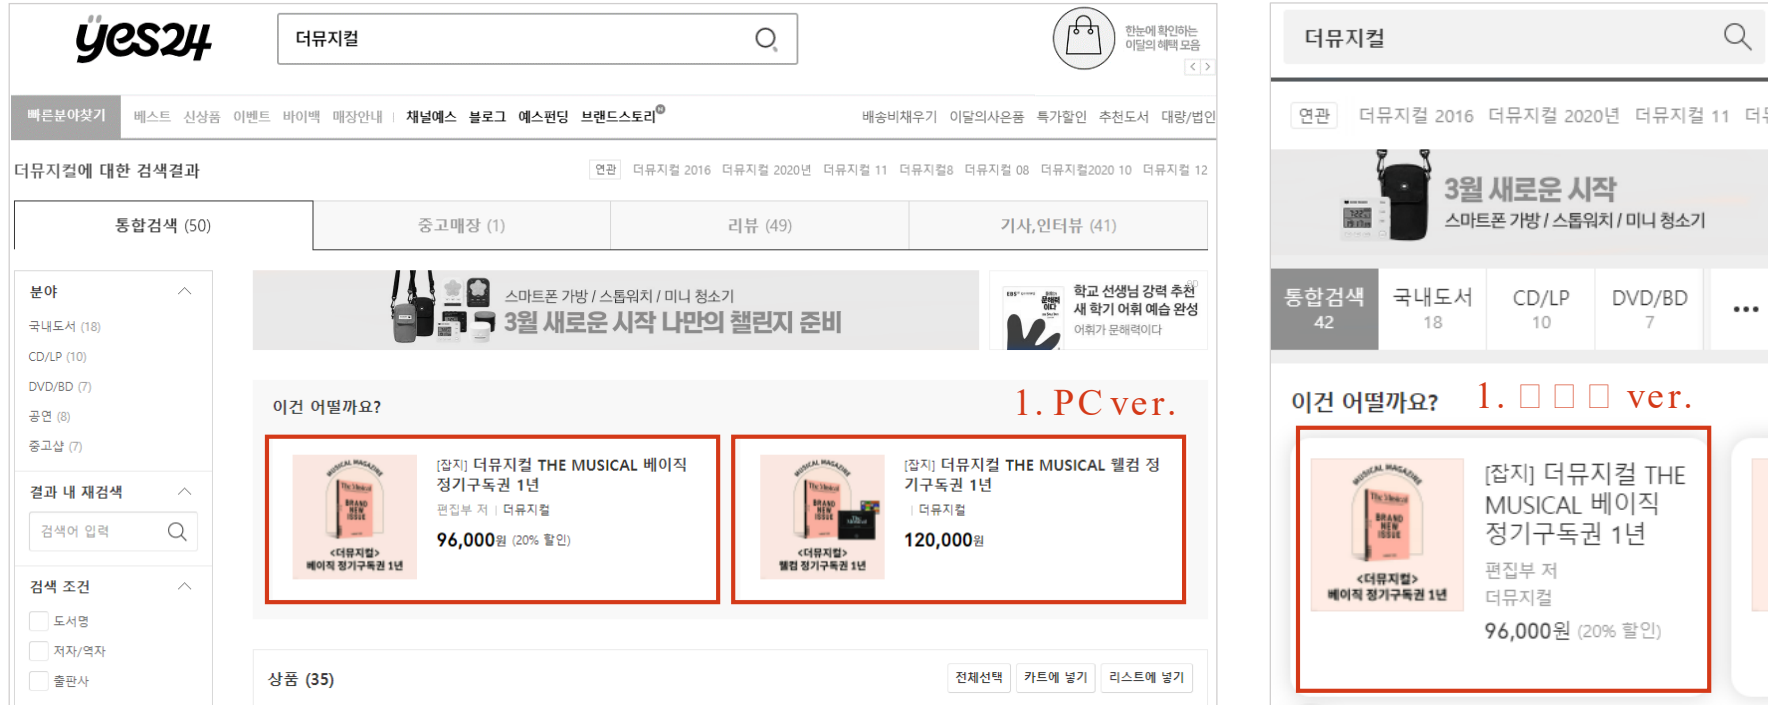 yes24
더뮤지컬
한눈에 확인하는
이달의 혜택 모음
빠른분야찾기
베스트 신상품 이벤트 바이백 매장안내 | 채널예스 블로그 예스펀딩 브랜드스토리 N
배송비채우기 이달의사은품 특가할인 추천도서 대량/법인
더뮤지컬에 대한 검색결과
연관 더뮤지컬 2016 더뮤지컬 2020년 더뮤지컬 11 더뮤지컬8 더뮤지컬 08 더뮤지컬2020 10 더뮤지컬 12
통합검색 (50)
중고매장 (1)
리뷰 (49)
기사,인터뷰 (41)
분야
국내도서 (18)
CD/LP (10)
DVD/BD (7)
공연 (8)
중고샵 (7)
결과 내 재검색
검색어 입력
검색 조건
도서명
저자/역자
출판사
스마트폰 가방 / 스톱워치 / 미니 청소기
3월 새로운 시작 나만의 챌린지 준비
학교 선생님 강력 추천
새 학기 어휘 예습 완성
어휘가 문해력이다
이건 어떨까요?
1. PC ver.
MUSICAL MAGAZINE
The Musical
BRAND
NEW
ISSUE
<더뮤지컬>
베이직 정기구독권 1년
[잡지] 더뮤지컬 THE MUSICAL 베이직
정기구독권 1년
편집부 저 | 더뮤지컬
96,000원 (20% 할인)
MUSICAL MAGAZINE
The Musical
BRAND
NEW
ISSUE
<더뮤지컬>
웰컴 정기구독권 1년
[잡지] 더뮤지컬 THE MUSICAL 웰컴 정
기구독권 1년
| 더뮤지컬
120,000원
상품 (35)
전체선택
카트에 넣기
리스트에 넣기
더뮤지컬
연관 더뮤지컬 2016 더뮤지컬 2020년 더뮤지컬 11
3월 새로운 시작
스마트폰 가방 / 스톱워치 / 미니 청소기
통합검색 국내도서 CD/LP DVD/BD
42 18 10 7
이건 어떨까요?
1. □□□ ver.
MUSICAL MAGAZINE
The Musical
BRAND
NEW
ISSUE
<더뮤지컬>
베이직 정기구독권 1년
[잡지] 더뮤지컬 THE
MUSICAL 베이직
정기구독권 1년
편집부 저
더뮤지컬
96,000원 (20% 할인)